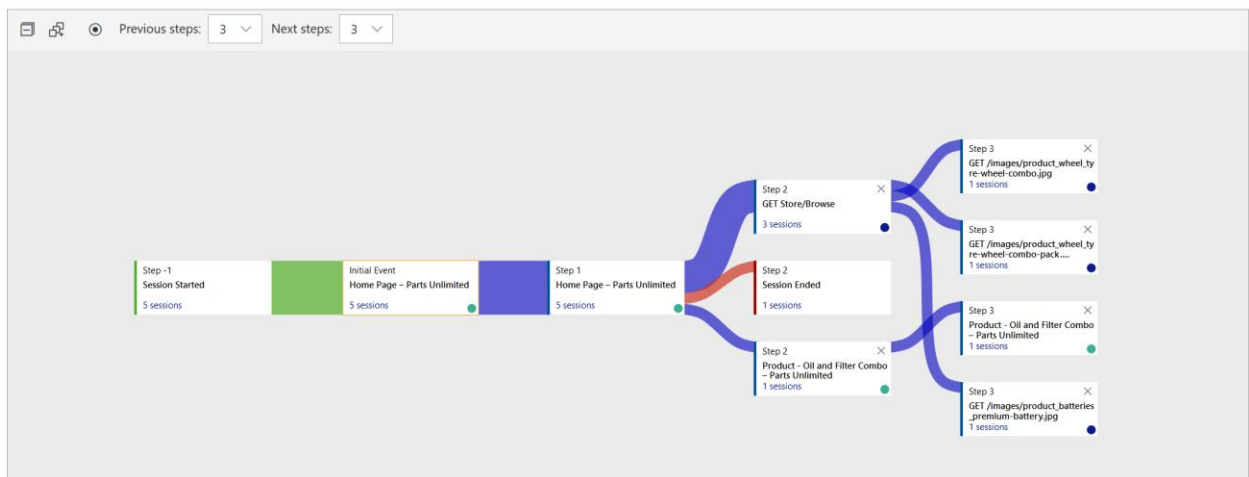 Previous steps: 3 Next steps: 3
Step -1
Session Started
5 sessions
Initial Event
Home Page – Parts Unlimited
5 sessions
Step 1
Home Page – Parts Unlimited
5 sessions
Step 2
GET Store/Browse
3 sessions
Step 2
Session Ended
1 sessions
Step 2
Product - Oil and Filter Combo
– Parts Unlimited
1 sessions
Step 3
GET /images/product_wheel_ty
re-wheel-combo.jpg
1 sessions
Step 3
GET /images/product_wheel_ty
re-wheel-combo-pack....
1 sessions
Step 3
Product - Oil and Filter Combo
– Parts Unlimited
1 sessions
Step 3
GET /images/product_batteries
_premium-battery.jpg
1 sessions